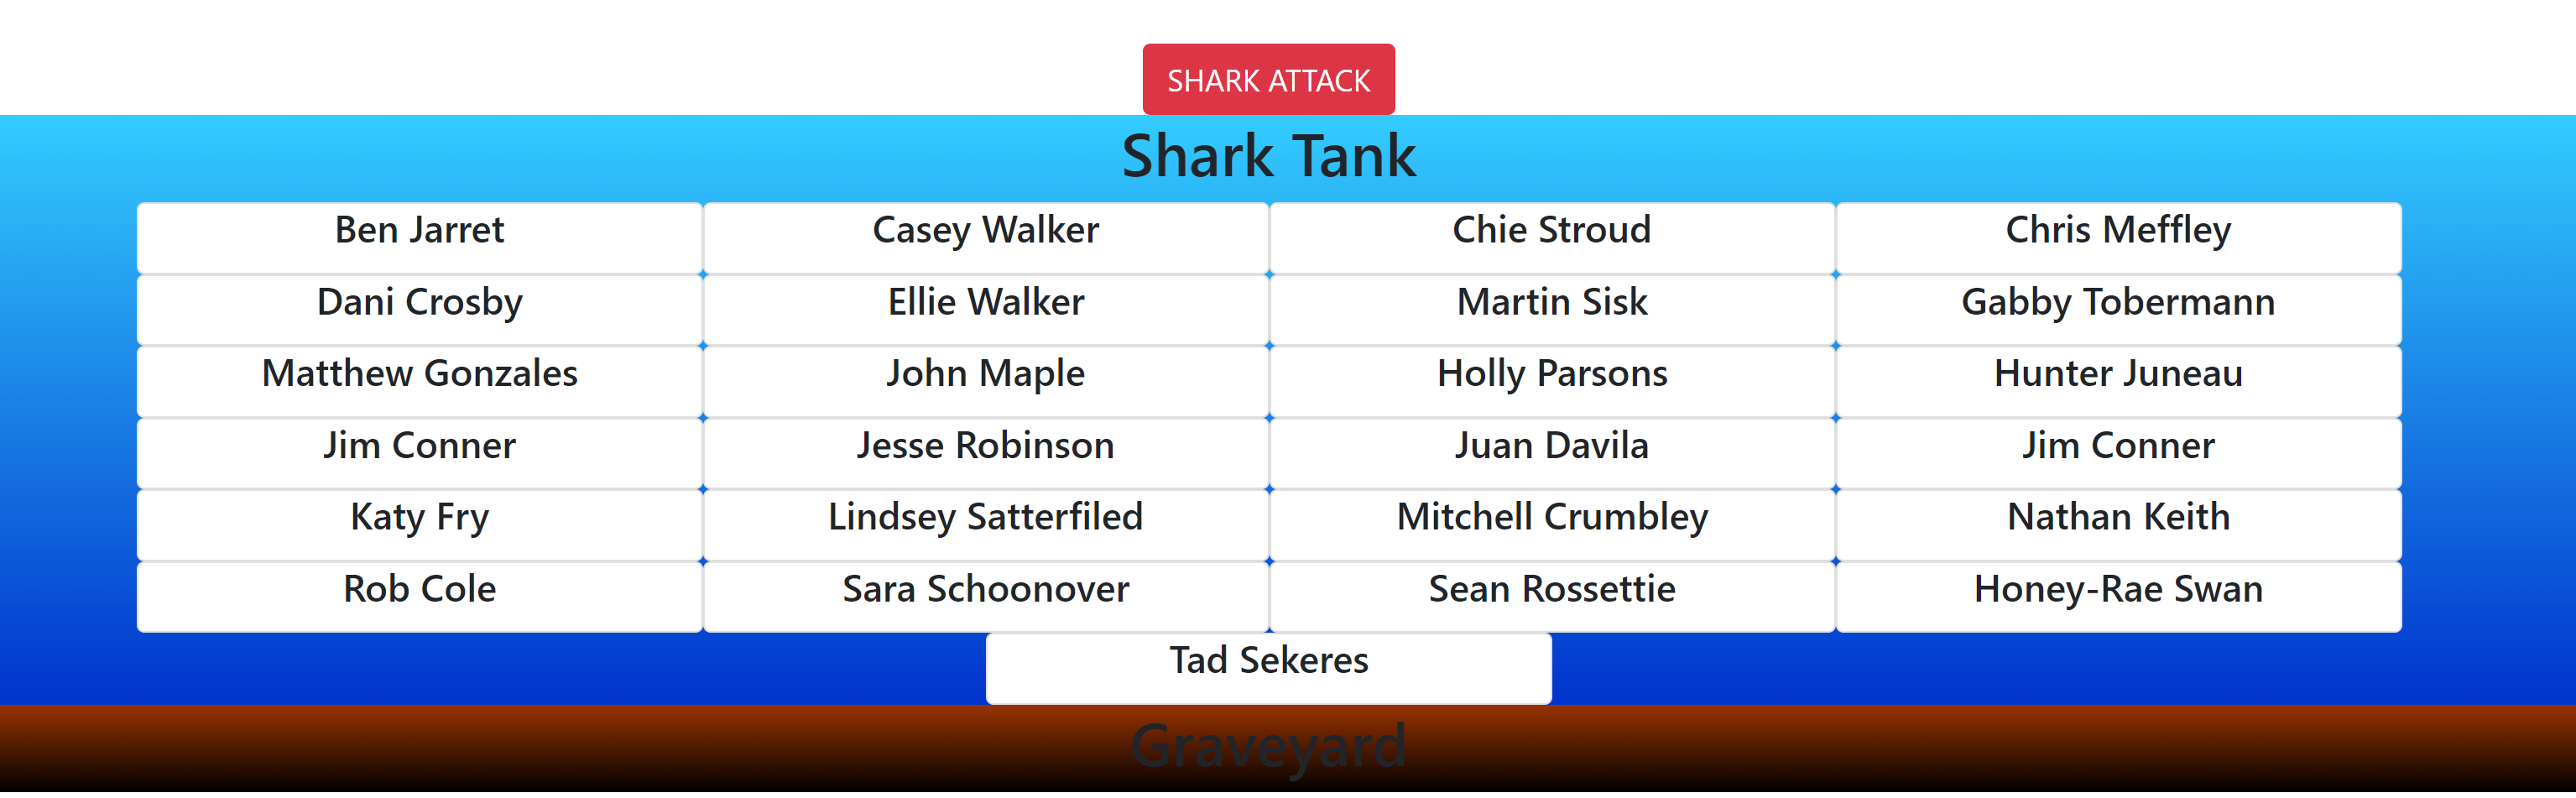 SHARK ATTACK
Shark Tank
Ben Jarret Casey Walker Chie Stroud Chris Meffley
Dani Crosby Ellie Walker Martin Sisk Gabby Tobermann
Matthew Gonzales John Maple Holly Parsons Hunter Juneau
Jim Conner Jesse Robinson Juan Davila Jim Conner
Katy Fry Lindsey Satterfiled Mitchell Crumbley Nathan Keith
Rob Cole Sara Schoonover Sean Rossettie Honey-Rae Swan
Tad Sekeres
Graveyard